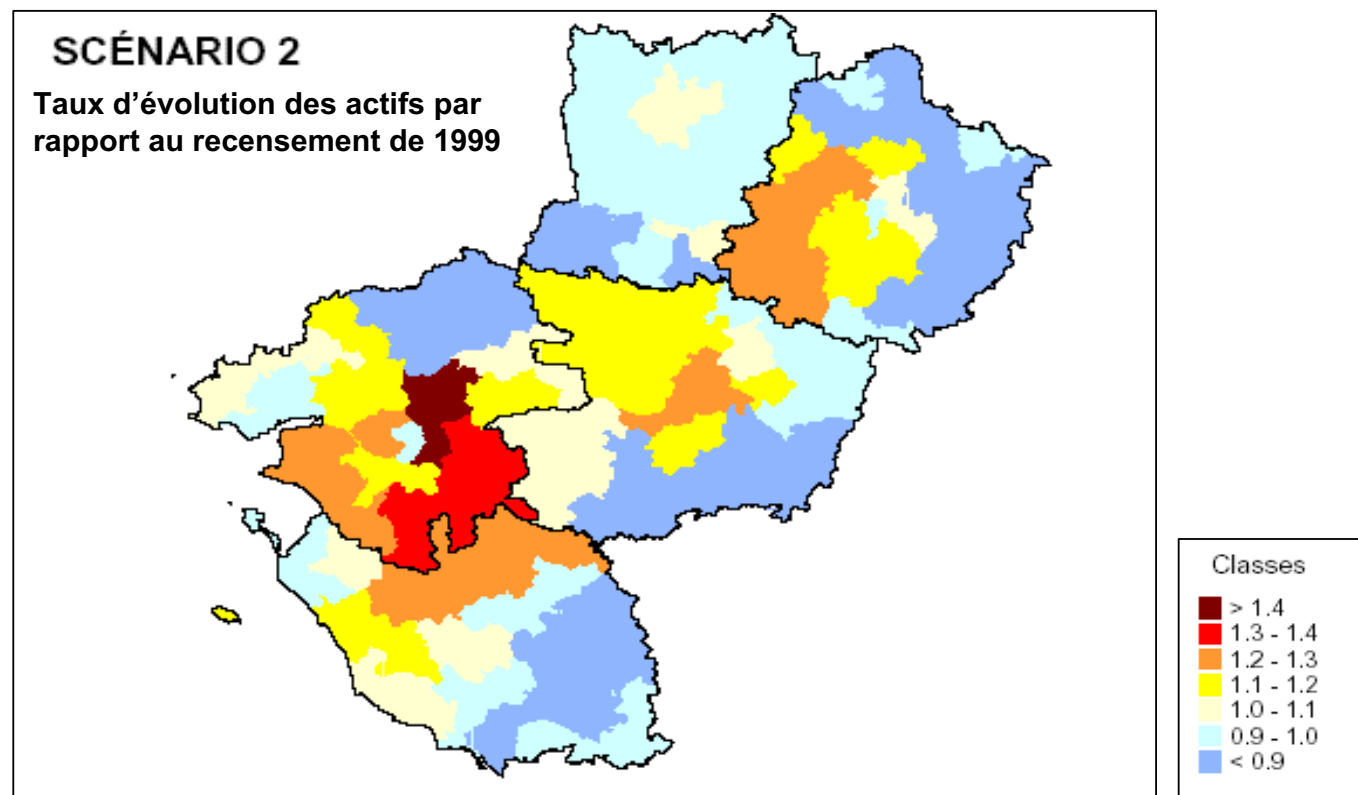 SCÉNARIO 2
Taux d’évolution des actifs par
rapport au recensement de 1999
Classes
> 1.4
1.3 - 1.4
1.2 - 1.3
1.1 - 1.2
1.0 - 1.1
0.9 - 1.0
< 0.9